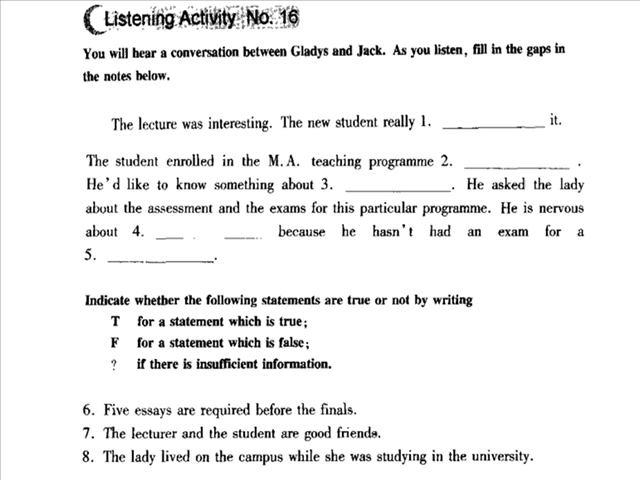 Listening Activity No. 16
You will hear a conversation between Gladys and Jack. As you listen, fill in the gaps in
the notes below.
The lecture was interesting. The new student really 1. ____________ it.
The student enrolled in the M.A. teaching programme 2. ____________ .
He'd like to know something about 3. ____________. He asked the lady
about the assessment and the exams for this particular programme. He is nervous
about 4. ___ . ____ because he hasn't had an exam for a
5. ____________.
Indicate whether the following statements are true or not by writing
T for a statement which is true;
F for a statement which is false;
? if there is insufficient information.
6. Five essays are required before the finals.
7. The lecturer and the student are good friends.
8. The lady lived on the campus while she was studying in the university.